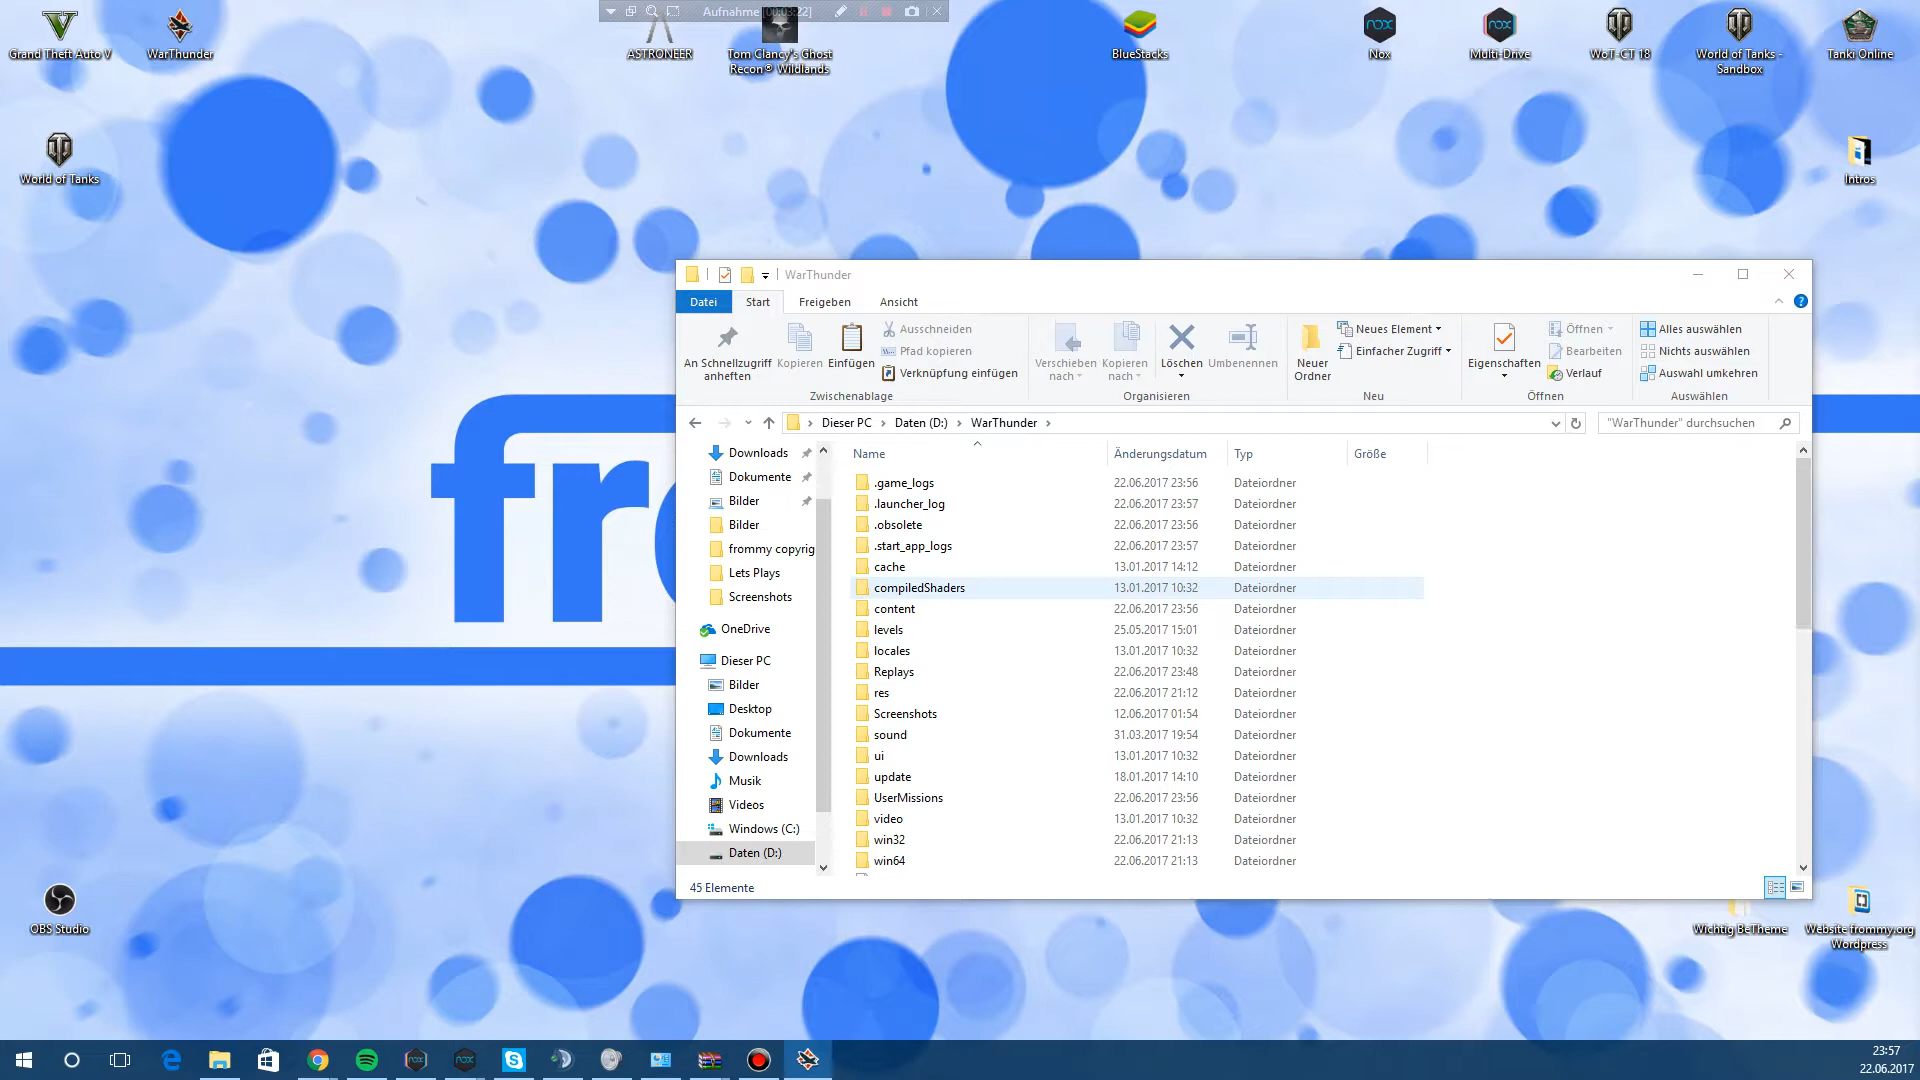 Aufnahme [00:03:22]
Grand Theft Auto V
WarThunder
ASTRONEER
Tom Clancy's Ghost
Recon® Wildlands
BlueStacks
Nox
Multi-Drive
WoT-CT 18
World of Tanks -
Sandbox
Tanki Online
World of Tanks
Intros
fro
WarThunder
Datei
Start
Freigeben
Ansicht
An Schnellzugriff
anheften
Kopieren
Einfügen
Ausschneiden
Pfad kopieren
Verknüpfung einfügen
Zwischenablage
Verschieben
nach
Kopieren
nach
Löschen
Umbenennen
Organisieren
Neuer
Ordner
Neues Element
Einfacher Zugriff
Neu
Eigenschaften
Öffnen
Bearbeiten
Verlauf
Öffnen
Alles auswählen
Nichts auswählen
Auswahl umkehren
Auswählen
Dieser PC > Daten (D:) > WarThunder >
"WarThunder" durchsuchen
Downloads
Dokumente
Bilder
Bilder
frommy copyrig
Lets Plays
Screenshots
OneDrive
Dieser PC
Bilder
Desktop
Dokumente
Downloads
Musik
Videos
Windows (C:)
Daten (D:)
Name Änderungsdatum Typ Größe
.game_logs 22.06.2017 23:56 Dateiordner
.launcher_log 22.06.2017 23:57 Dateiordner
.obsolete 22.06.2017 23:56 Dateiordner
.start_app_logs 22.06.2017 23:57 Dateiordner
cache 13.01.2017 14:12 Dateiordner
compiledShaders 13.01.2017 10:32 Dateiordner
content 22.06.2017 23:56 Dateiordner
levels 25.05.2017 15:01 Dateiordner
locales 13.01.2017 10:32 Dateiordner
Replays 22.06.2017 23:48 Dateiordner
res 22.06.2017 21:12 Dateiordner
Screenshots 12.06.2017 01:54 Dateiordner
sound 31.03.2017 19:54 Dateiordner
ui 13.01.2017 10:32 Dateiordner
update 18.01.2017 14:10 Dateiordner
UserMissions 22.06.2017 23:56 Dateiordner
video 13.01.2017 10:32 Dateiordner
win32 22.06.2017 21:13 Dateiordner
win64 22.06.2017 21:13 Dateiordner
45 Elemente
OBS Studio
Wichtig BeTheme
Website frommy.org
Wordpress
23:57
22.06.2017